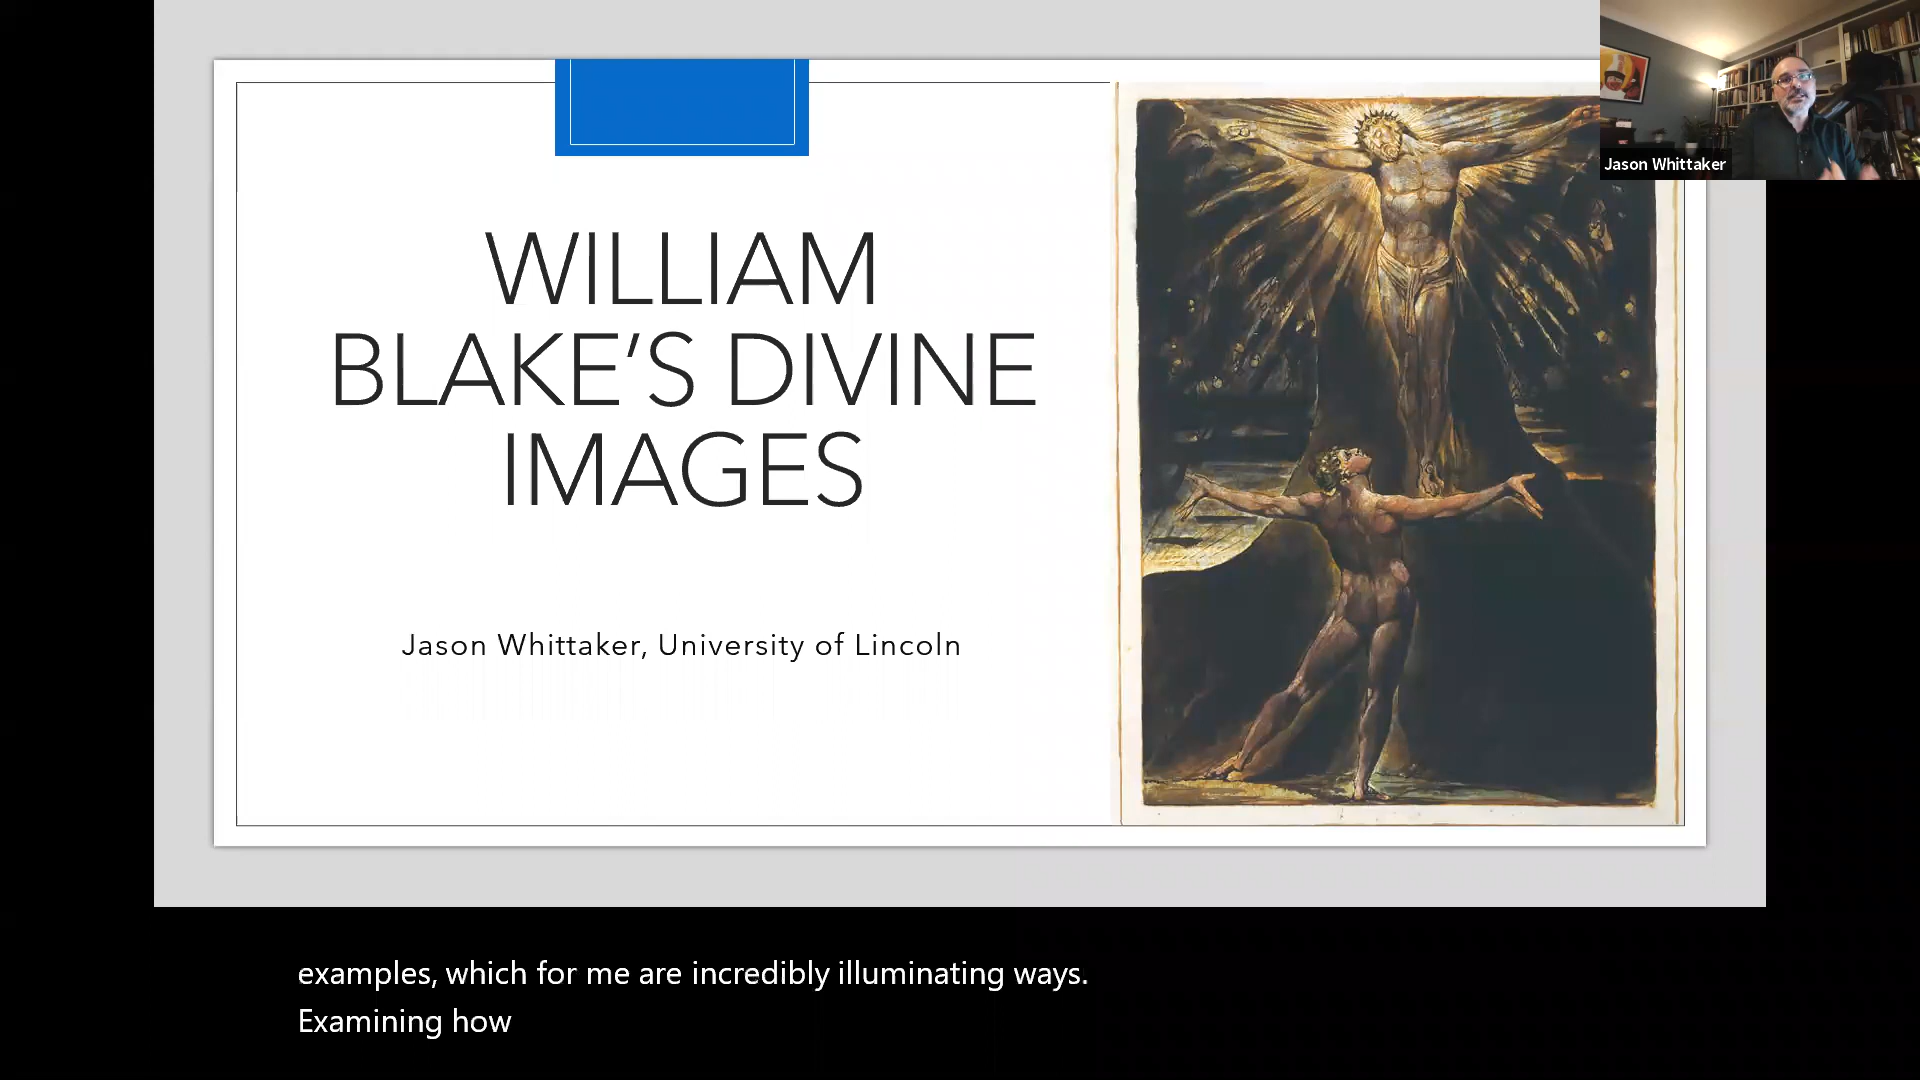 WILLIAM
BLAKE’S DIVINE
IMAGES
Jason Whittaker, University of Lincoln
Jason Whittaker
examples, which for me are incredibly illuminating ways.
Examining how